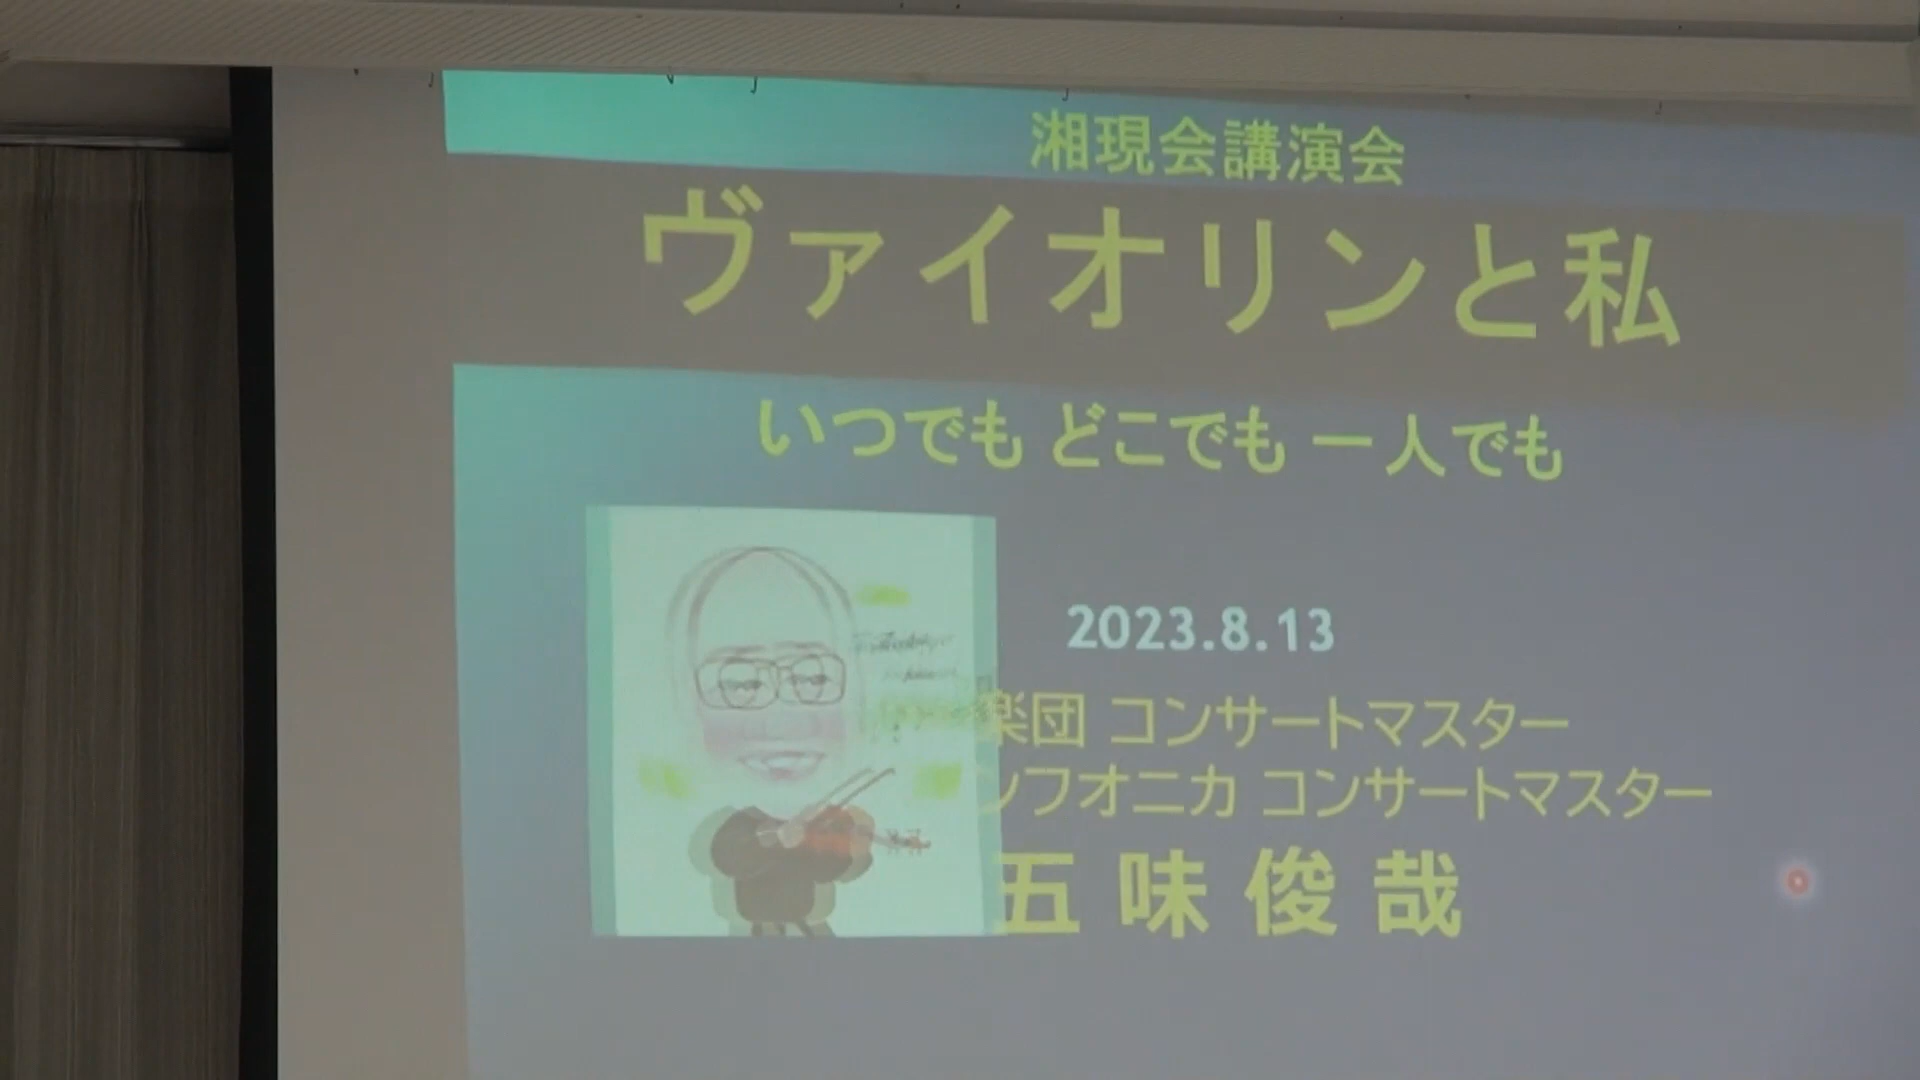 湘現会講演会
ヴァイオリンと私
いつでも どこでも 一人でも
2023.8.13
楽団 コンサートマスター
ンフオニカ コンサートマスター
五味俊哉